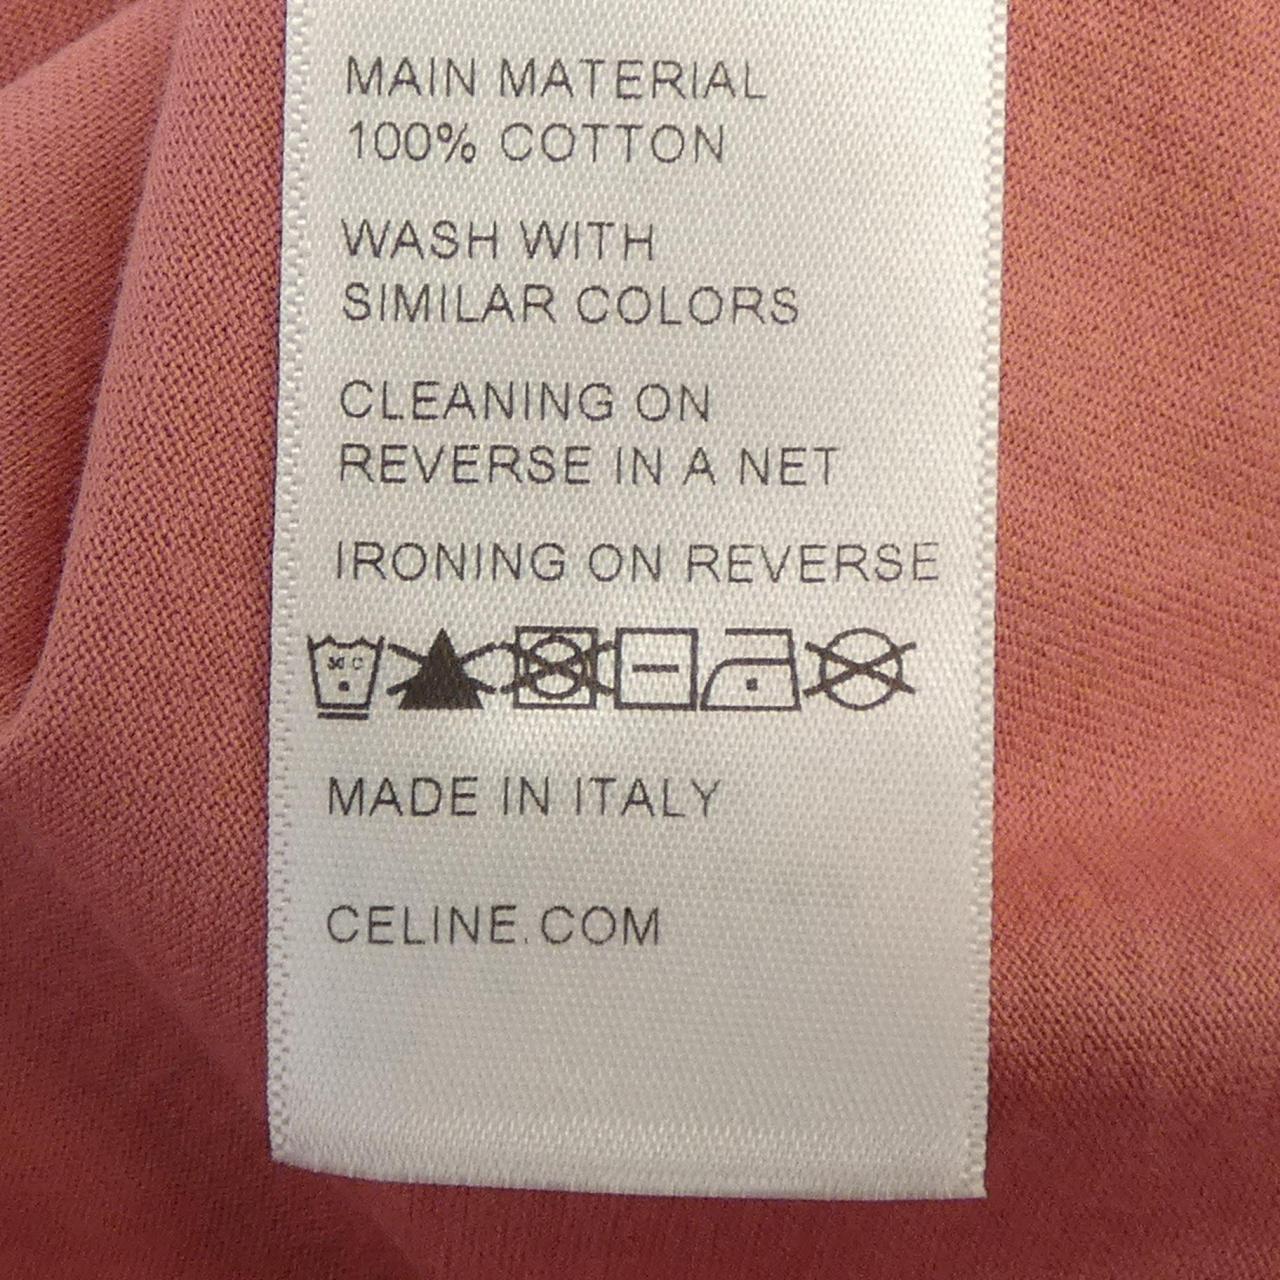 MAIN MATERIAL
100% COTTON
WASH WITH
SIMILAR COLORS
CLEANING ON
REVERSE IN A NET
IRONING ON REVERSE
30 C
MADE IN ITALY
CELINE.COM